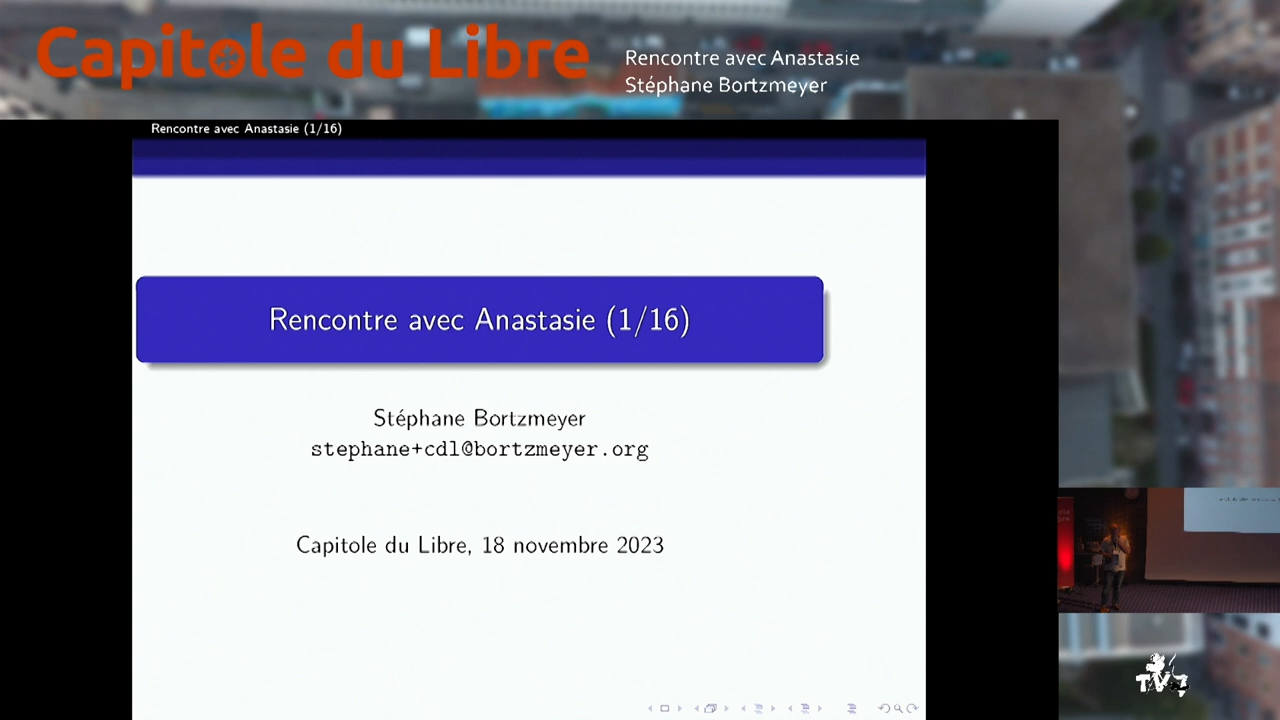 Capitole du Libre
Rencontre avec Anastasie
Stéphane Bortzmeyer
Rencontre avec Anastasie (1/16)
Rencontre avec Anastasie (1/16)
Stéphane Bortzmeyer
stephane+cdl@bortzmeyer.org
Capitole du Libre, 18 novembre 2023